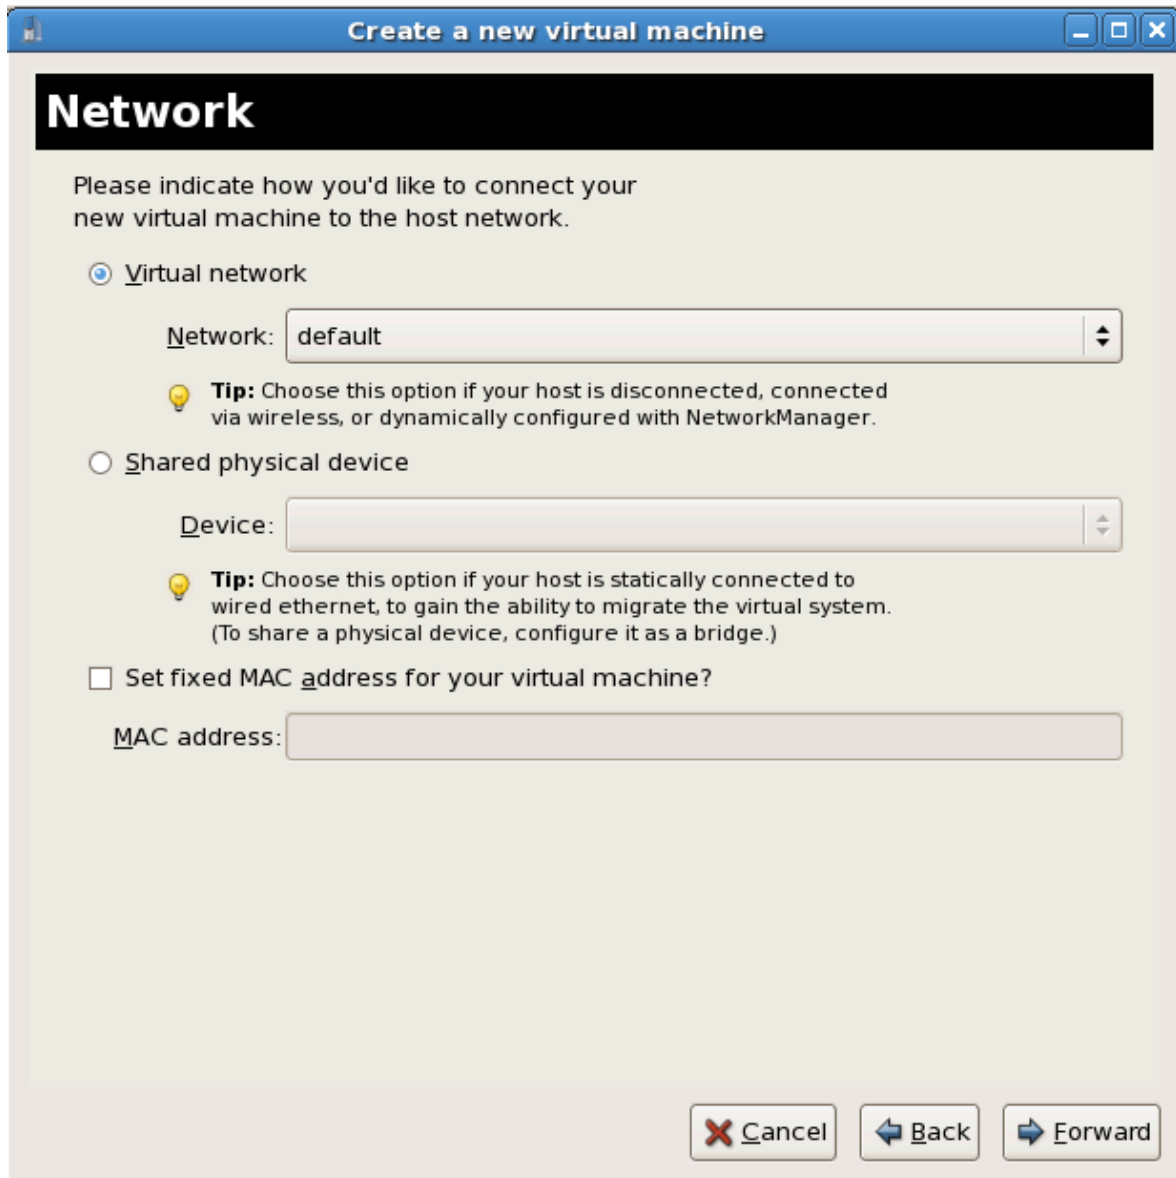 Create a new virtual machine
Network
Please indicate how you'd like to connect your
new virtual machine to the host network.
Virtual network
Network: default
Tip: Choose this option if your host is disconnected, connected
via wireless, or dynamically configured with NetworkManager.
Shared physical device
Device:
Tip: Choose this option if your host is statically connected to
wired ethernet, to gain the ability to migrate the virtual system.
(To share a physical device, configure it as a bridge.)
Set fixed MAC address for your virtual machine?
MAC address:
Cancel Back Forward